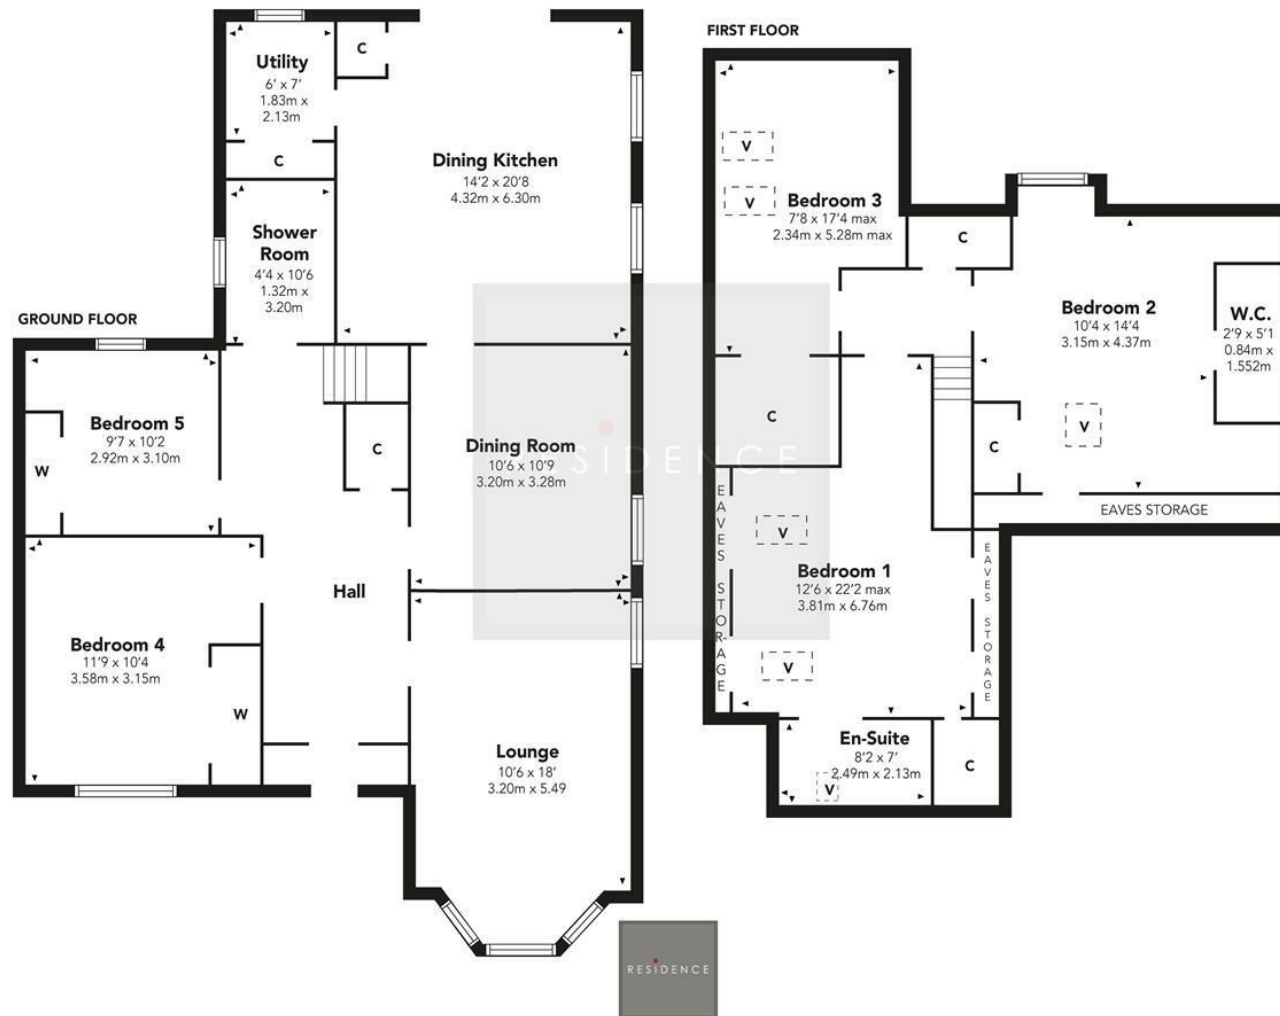 FIRST FLOOR
Utility
6' x 7'
1.83m x
2.13m
C
C
Dining Kitchen
14'2 x 20'8
4.32m x 6.30m
Shower
Room
4'4 x 10'6
1.32m x
3.20m
GROUND FLOOR
Bedroom 5
9'7 x 10'2
2.92m x 3.10m
W
C
Dining Room
10'6 x 10'9
3.20m x 3.28m
RESIDENCE
Hall
Bedroom 4
11'9 x 10'4
3.58m x 3.15m
W
Lounge
10'6 x 18'
3.20m x 5.49
V
V
Bedroom 3
7'8 x 17'4 max
2.34m x 5.28m max
C
Bedroom 2
10'4 x 14'4
3.15m x 4.37m
W.C.
2'9 x 5'1
0.84m x
1.552m
C
V
C
EAVES STORAGE
EAVES STORAGE
V
Bedroom 1
12'6 x 22'2 max
3.81m x 6.76m
V
EAVES STORAGE
En-Suite
8'2 x 7'
2.49m x 2.13m
V
C
RESIDENCE